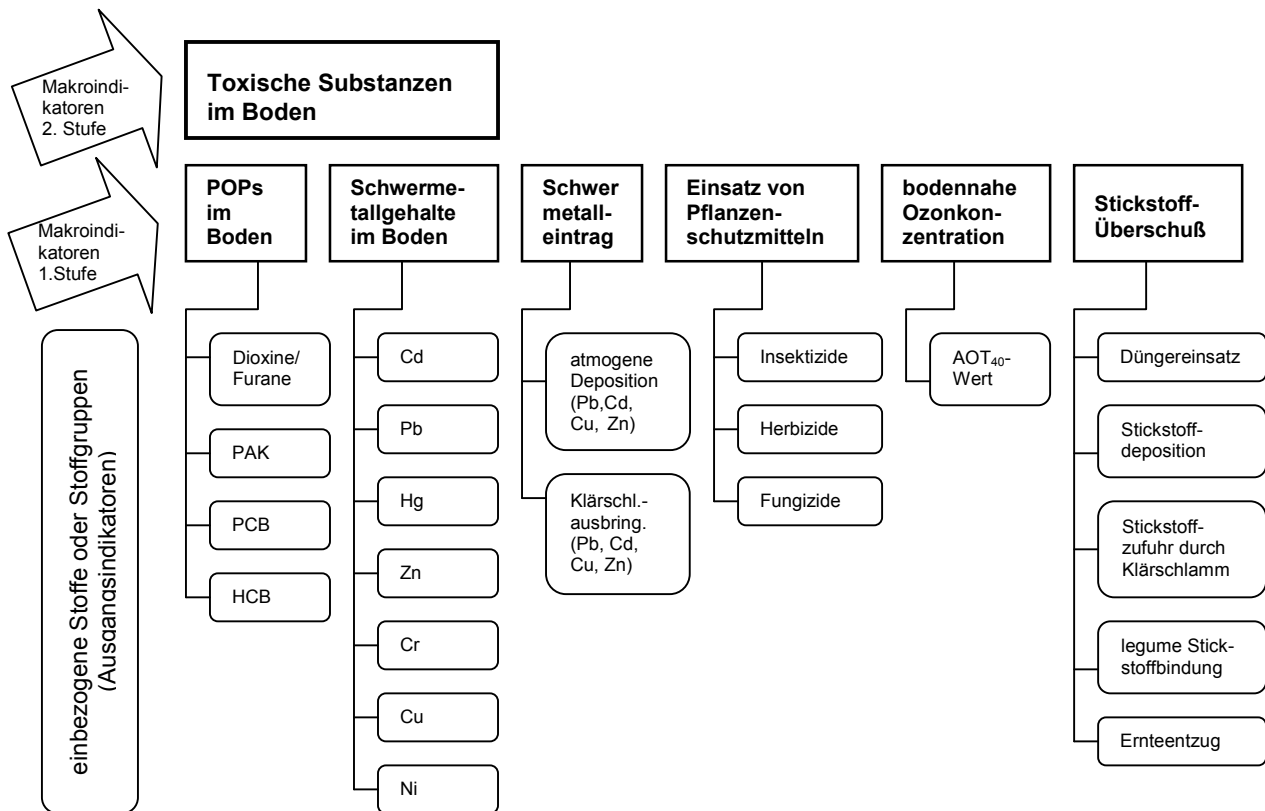 Makroindi-
katoren
2. Stufe
Toxische Substanzen
im Boden
Makroindi-
katoren
1.Stufe
POPs
im
Boden
Schwerme-
tallgehalte
im Boden
Schwer
metall-
eintrag
Einsatz von
Pflanzen-
schutzmitteln
bodennahe
Ozonkon-
zentration
Stickstoff-
Überschuß
einbezogene Stoffe oder Stoffgruppen
(Ausgangsindikatoren)
Dioxine/
Furane
PAK
PCB
HCB
Cd
Pb
Hg
Zn
Cr
Cu
Ni
atmogene
Deposition
(Pb,Cd,
Cu, Zn)
Klärschl.-
ausbring.
(Pb, Cd,
Cu, Zn)
Insektizide
Herbizide
Fungizide
AOT₄₀-
Wert
Düngereinsatz
Stickstoff-
deposition
Stickstoff-
zufuhr durch
Klärschlamm
legume Stick-
stoffbindung
Ernteentzug